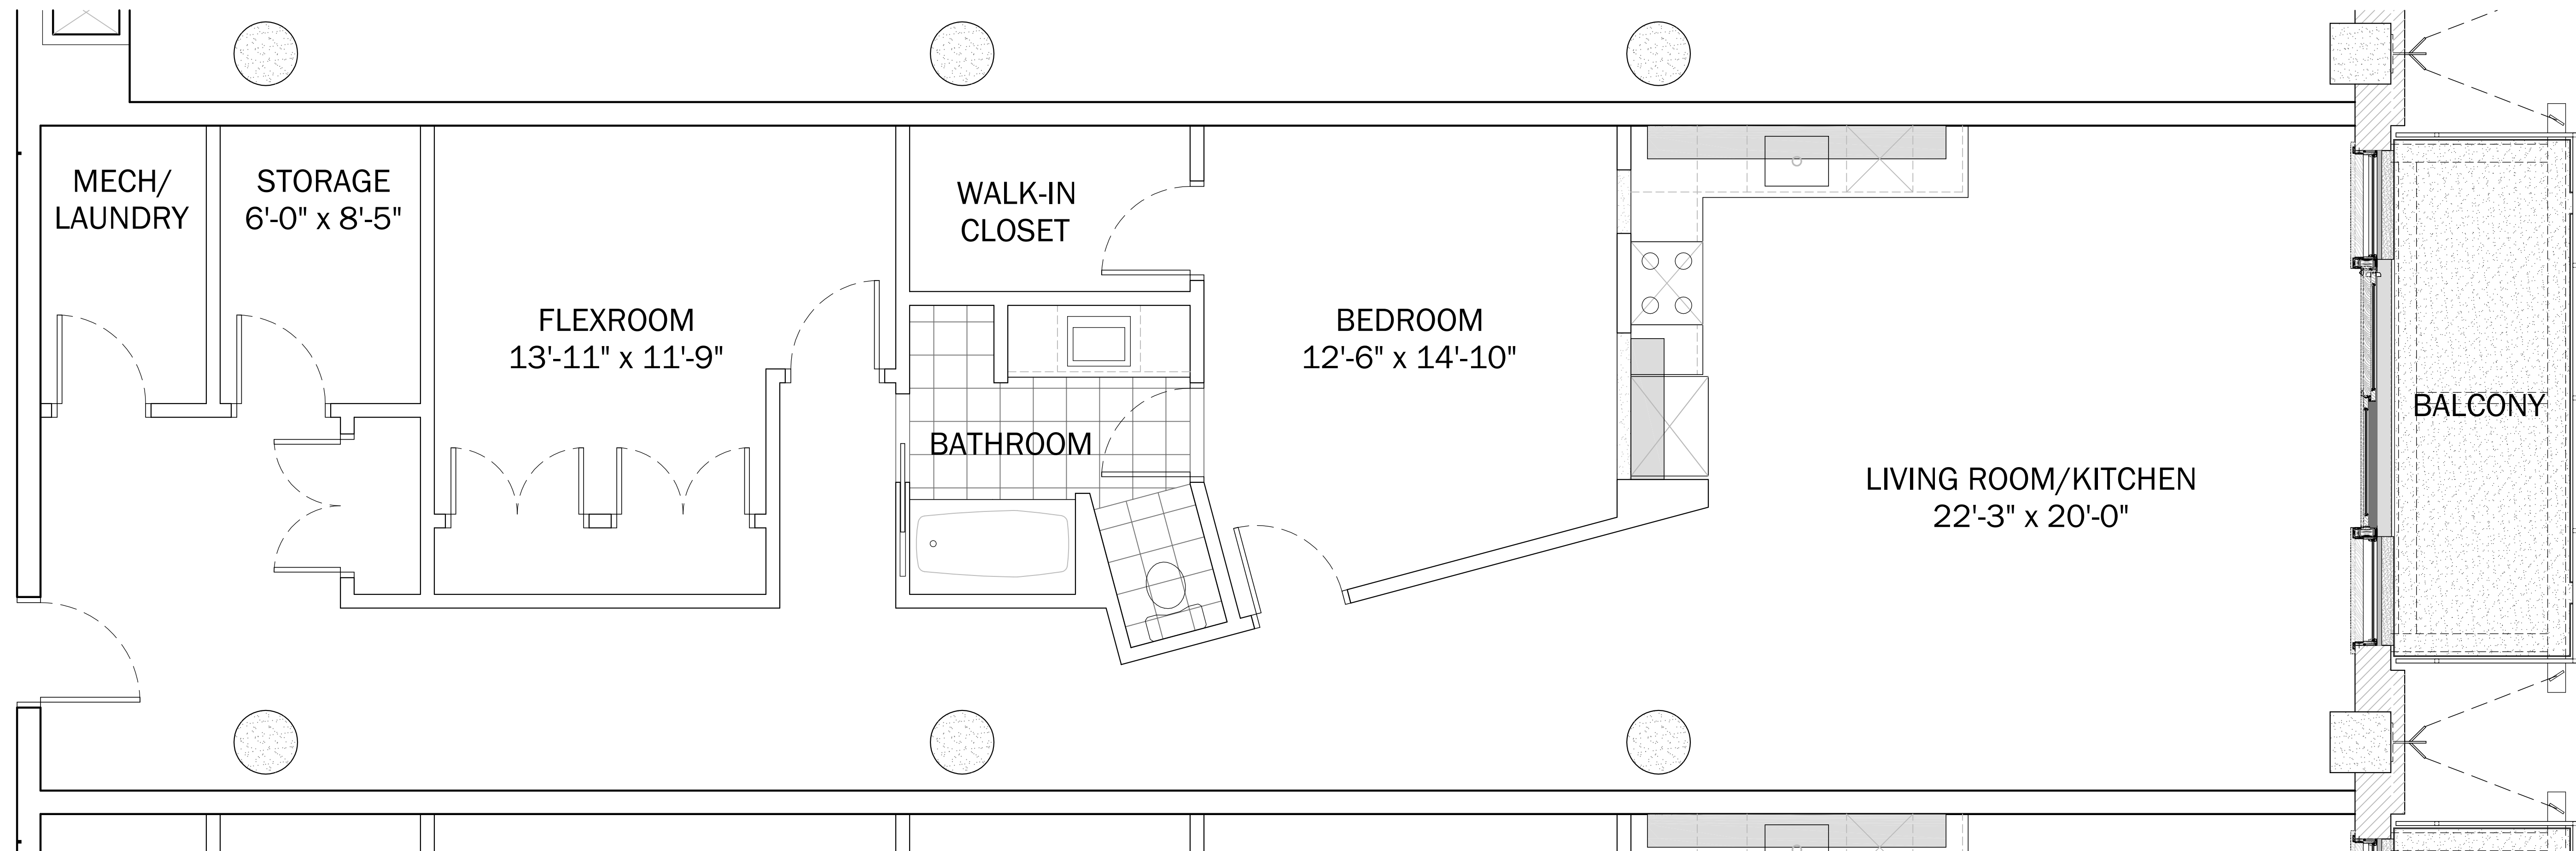 MECH/
LAUNDRY
STORAGE
6'-0" x 8'-5"
FLEXROOM
13'-11" x 11'-9"
WALK-IN
CLOSET
BATHROOM
BEDROOM
12'-6" x 14'-10"
LIVING ROOM/KITCHEN
22'-3" x 20'-0"
BALCONY